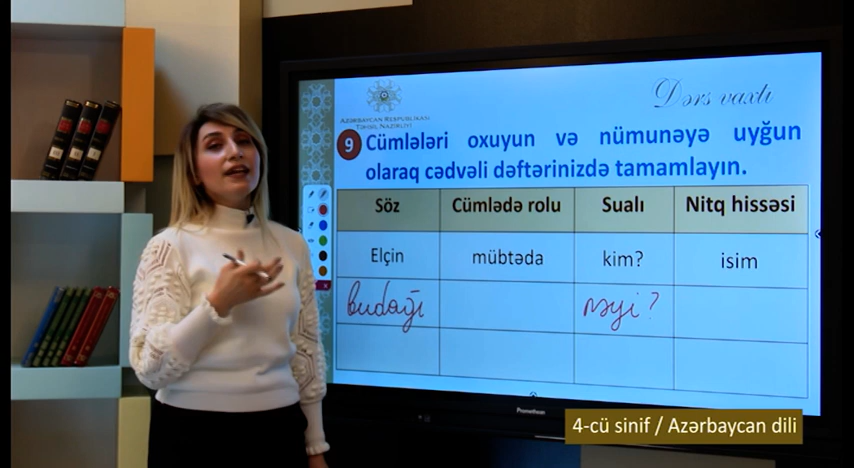 Dərs vaxtı
AZƏRBAYCAN RESPUBLİKASI
TƏHSİL NAZİRLİYİ
9 Cümlələri oxuyun və nümunəyə uyğun
olaraq cədvəli dəftərinizdə tamamlayın.
Söz Cümlədə rolu Sualı Nitq hissəsi
Elçin mübtəda kim? isim
budağı nəyi?
Promethean
4-cü sinif / Azərbaycan dili